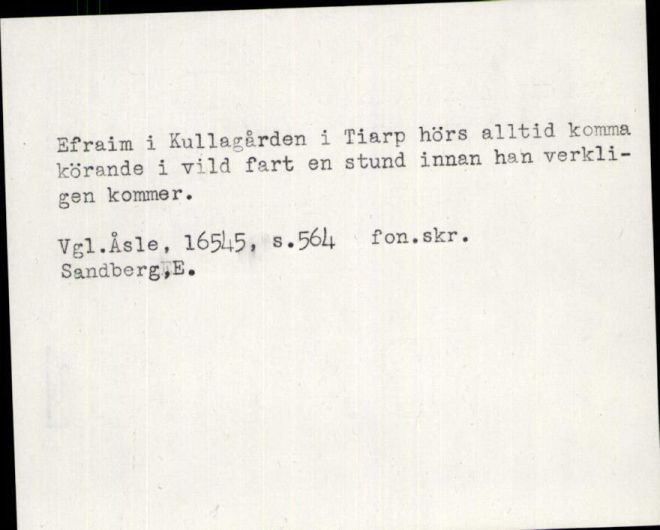 Efraim i Kullagården i Tiarp hörs alltid komma
körande i vild fart en stund innan han verkli-
gen kommer.
Vgl.Åsle, 16545, s.564 fon.skr.
Sandberg,E.